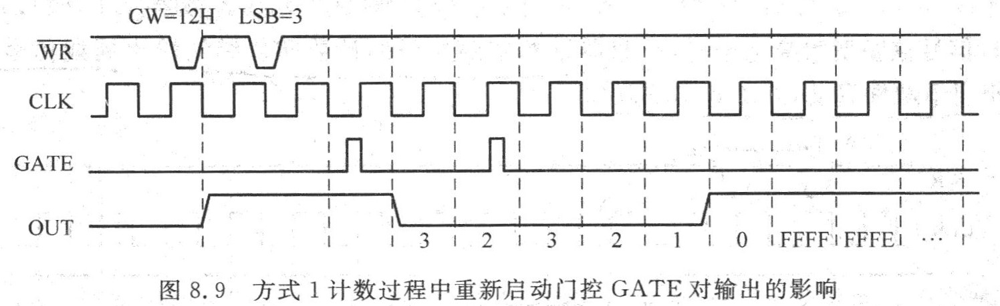 CW=12H LSB=3
WR
CLK
GATE
OUT
3 2 3 2 1 0 FFFF FFFE ...
图 8.9 方式 1 计数过程中重新启动门控 GATE 对输出的影响